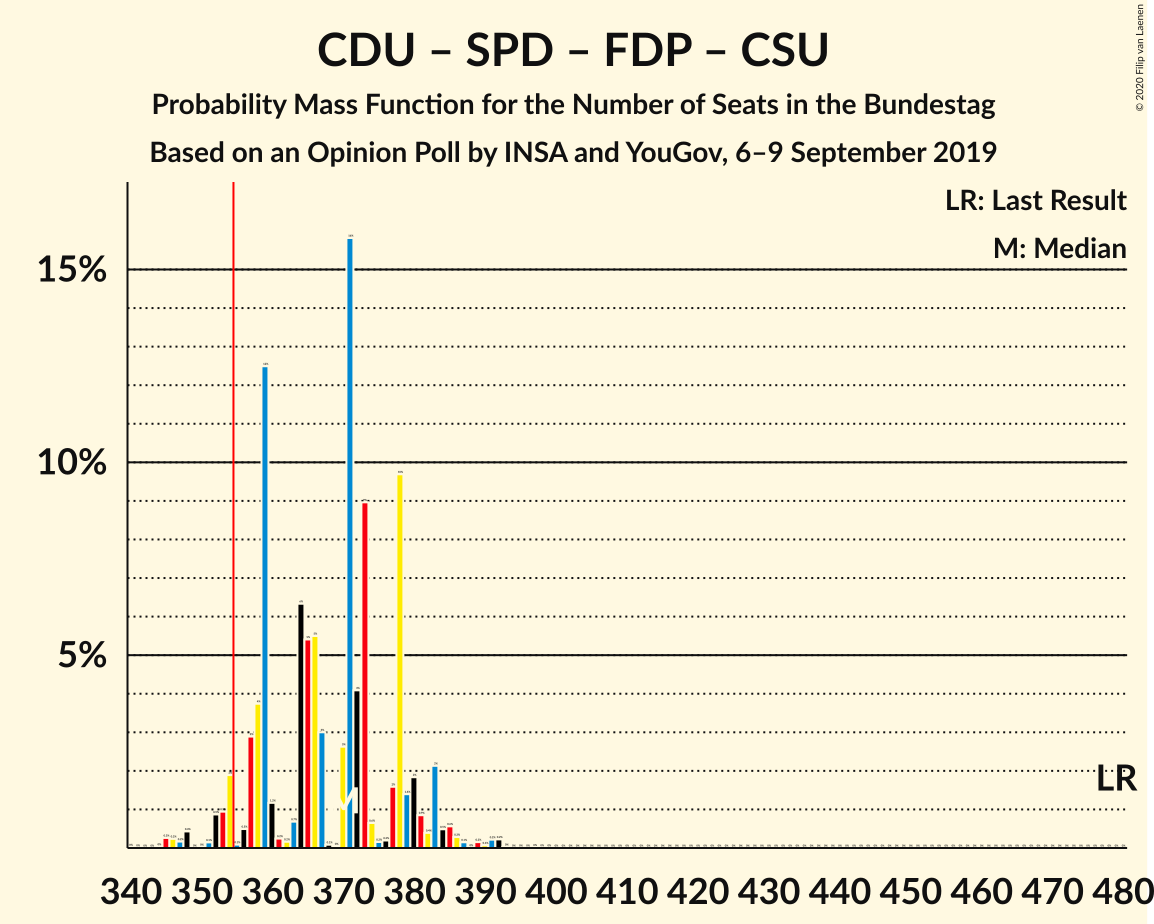 CDU – SPD – FDP – CSU
Probability Mass Function for the Number of Seats in the Bundestag
Based on an Opinion Poll by INSA and YouGov, 6–9 September 2019
© 2020 Filip van Laenen
LR: Last Result
M: Median
15%
10%
5%
M
LR
340 350 360 370 380 390 400 410 420 430 440 450 460 470 480